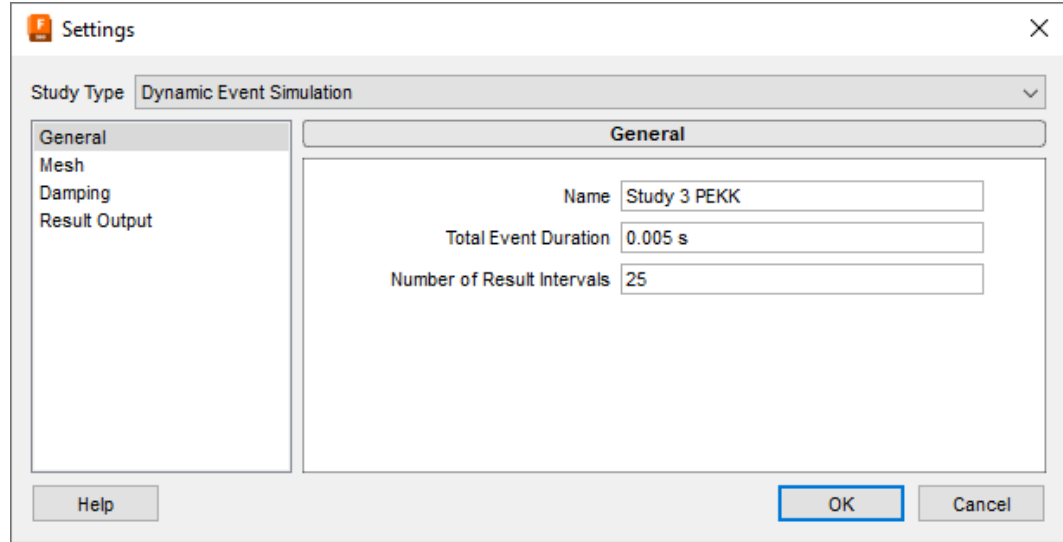 Settings
Study Type Dynamic Event Simulation
General
Mesh
Damping
Result Output
General
Name Study 3 PEKK
Total Event Duration 0.005 s
Number of Result Intervals 25
Help OK Cancel